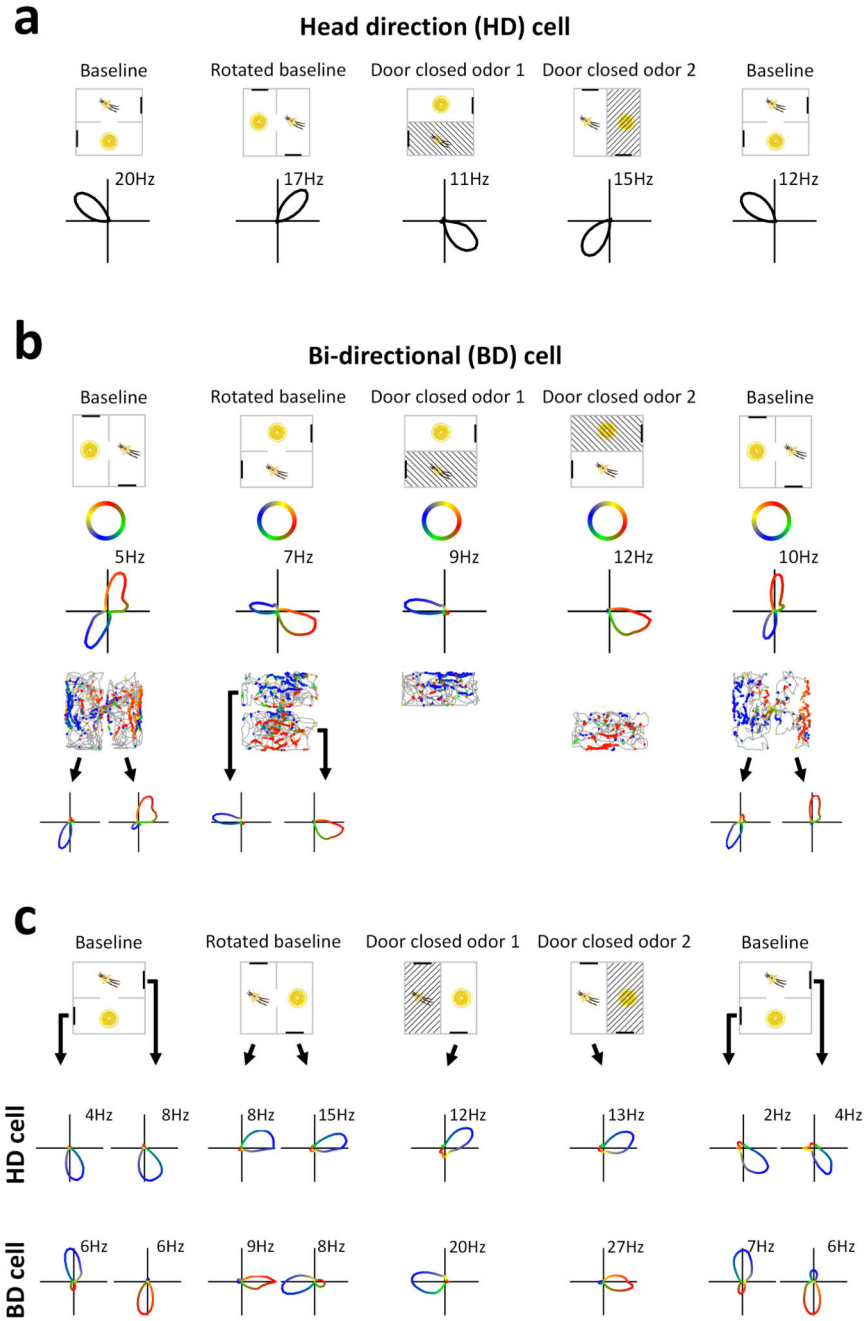 a
Head direction (HD) cell
Baseline Rotated baseline Door closed odor 1 Door closed odor 2 Baseline
20Hz 17Hz 11Hz 15Hz 12Hz
b
Bi-directional (BD) cell
Baseline Rotated baseline Door closed odor 1 Door closed odor 2 Baseline
5Hz 7Hz 9Hz 12Hz 10Hz
c
Baseline Rotated baseline Door closed odor 1 Door closed odor 2 Baseline
HD cell
4Hz 8Hz 8Hz 15Hz 12Hz 13Hz 2Hz 4Hz
BD cell
6Hz 6Hz 9Hz 8Hz 20Hz 27Hz 7Hz 6Hz